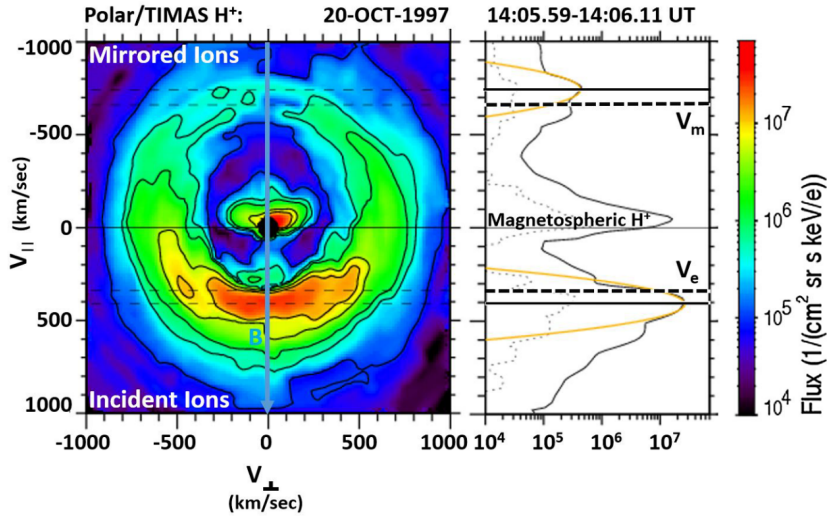 Polar/TIMAS H⁺: 20-OCT-1997 14:05.59-14:06.11 UT
-1000
Mirrored Ions
-500
0
500
1000
V|| (km/sec)
B
Incident Ions
-1000 -500 0 500 1000
V⊥
(km/sec)
Vm
Magnetospheric H⁺
Ve
10⁴ 10⁵ 10⁶ 10⁷
10⁷
10⁶
10⁵
10⁴
Flux (1/(cm² sr s keV/e))